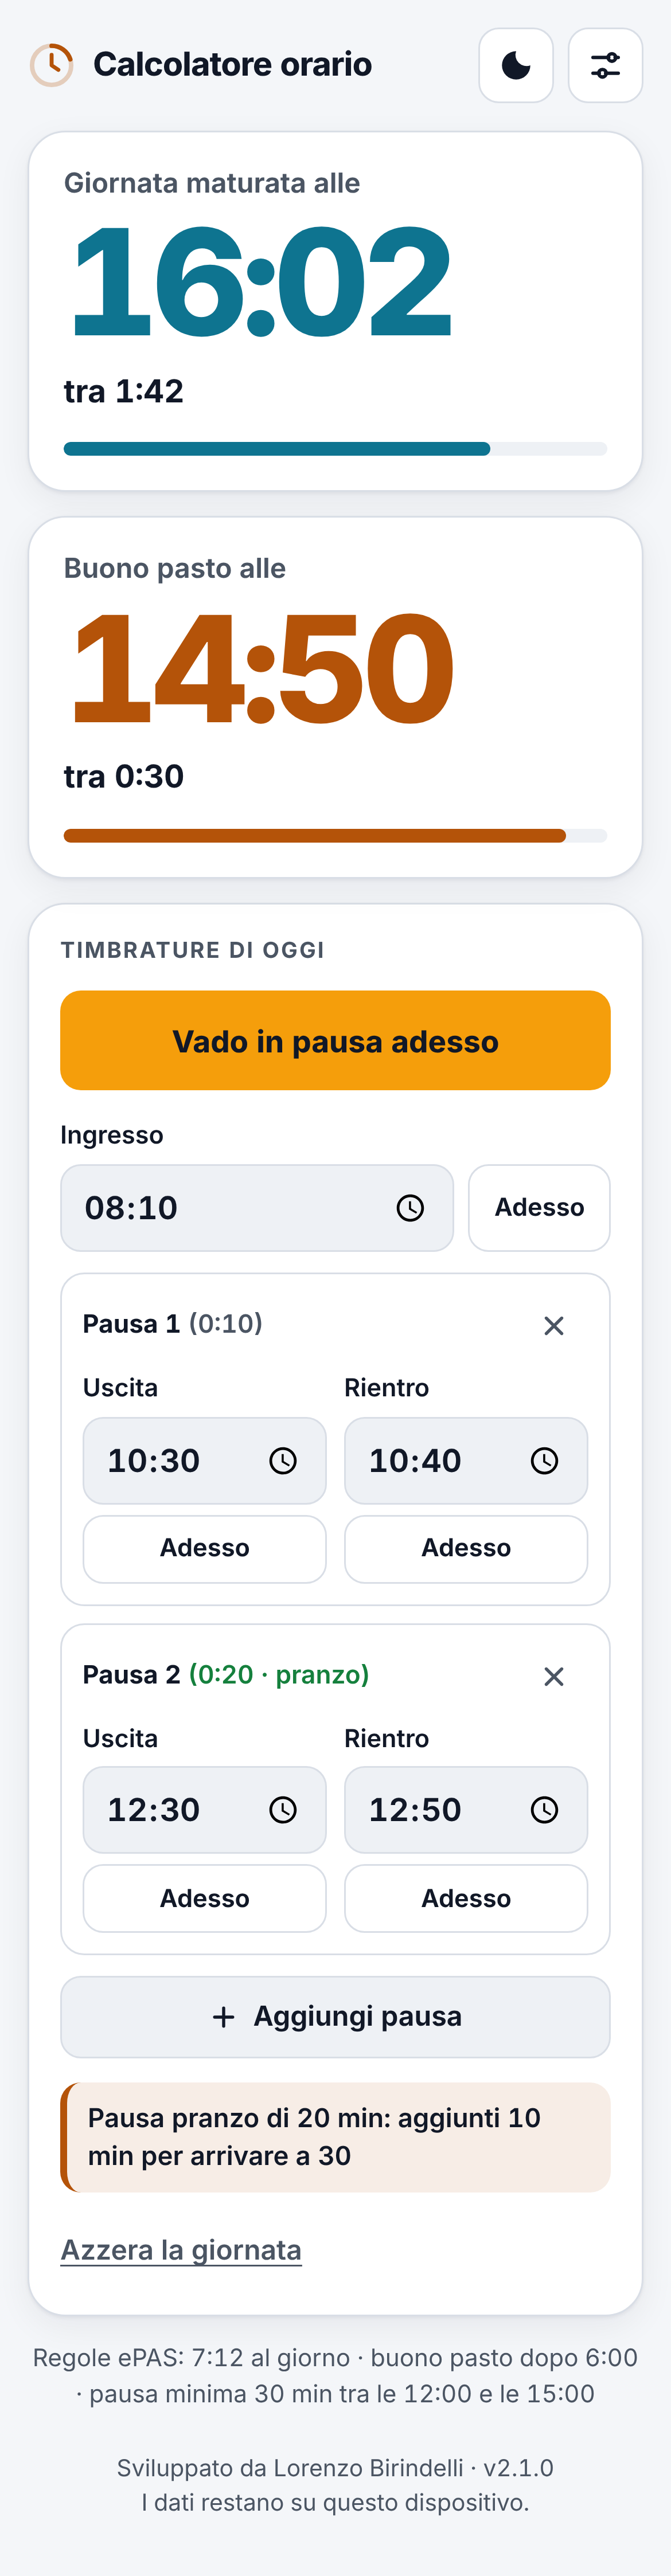 Calcolatore orario
Giornata maturata alle
16:02
tra 1:42
Buono pasto alle
14:50
tra 0:30
TIMBRATURE DI OGGI
Vado in pausa adesso
Ingresso
08:10
Adesso
Pausa 1 (0:10)
Uscita Rientro
10:30 10:40
Adesso Adesso
Pausa 2 (0:20 · pranzo)
Uscita Rientro
12:30 12:50
Adesso Adesso
+ Aggiungi pausa
Pausa pranzo di 20 min: aggiunti 10
min per arrivare a 30
Azzera la giornata
Regole ePAS: 7:12 al giorno · buono pasto dopo 6:00
· pausa minima 30 min tra le 12:00 e le 15:00
Sviluppato da Lorenzo Birindelli · v2.1.0
I dati restano su questo dispositivo.